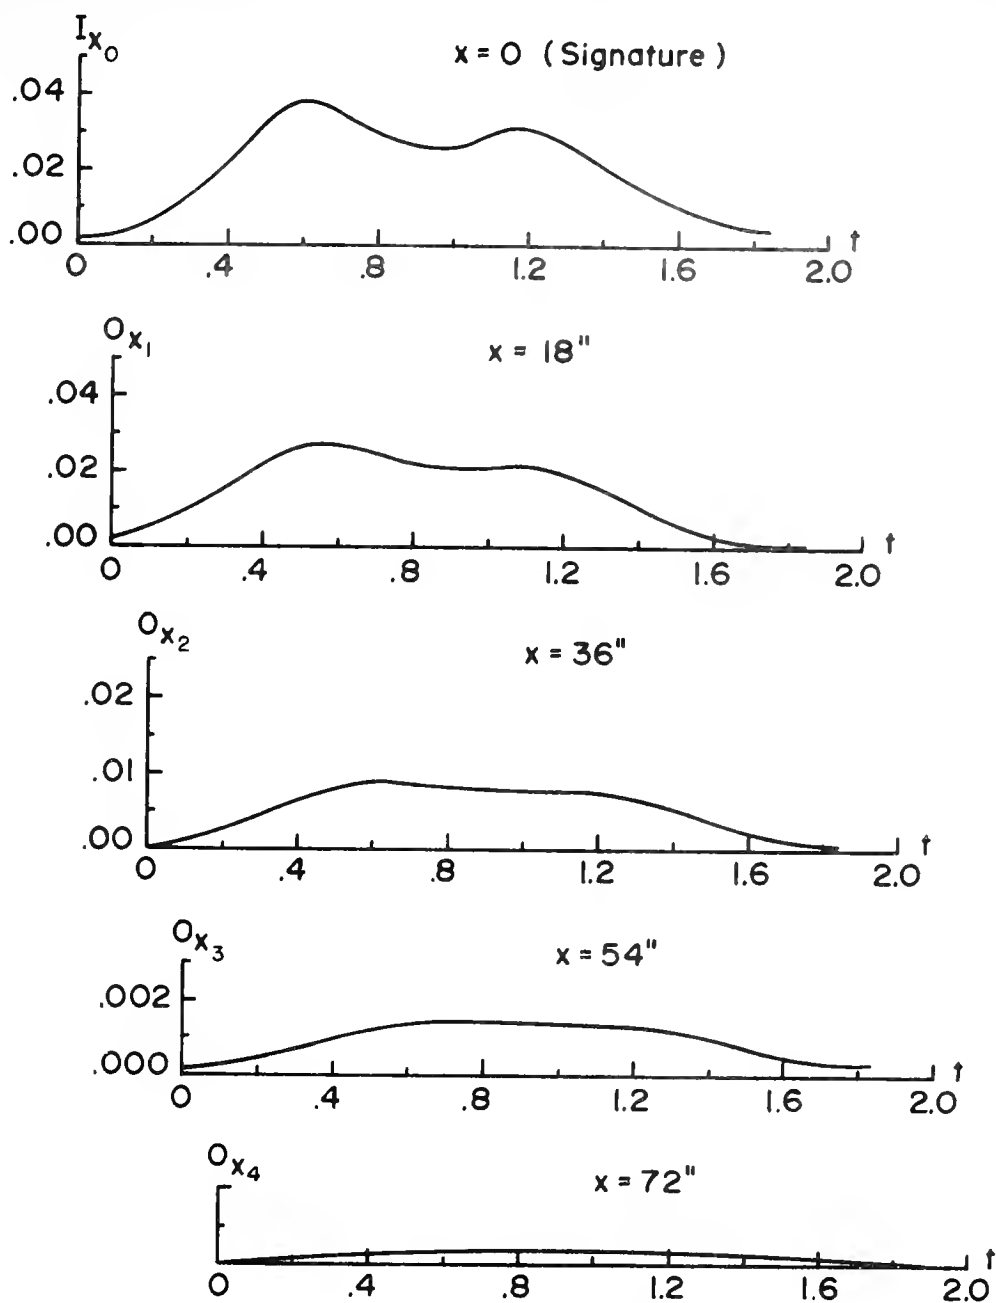 I_{X_0}
x = 0 (Signature)
.04
.02
.00
0 .4 .8 1.2 1.6 2.0 t
O_{X_1}
x = 18"
.04
.02
.00
0 .4 .8 1.2 1.6 2.0 t
O_{X_2}
x = 36"
.02
.01
.00
0 .4 .8 1.2 1.6 2.0 t
O_{X_3}
x = 54"
.002
.000
0 .4 .8 1.2 1.6 2.0 t
O_{X_4}
x = 72"
0 .4 .8 1.2 1.6 2.0 t